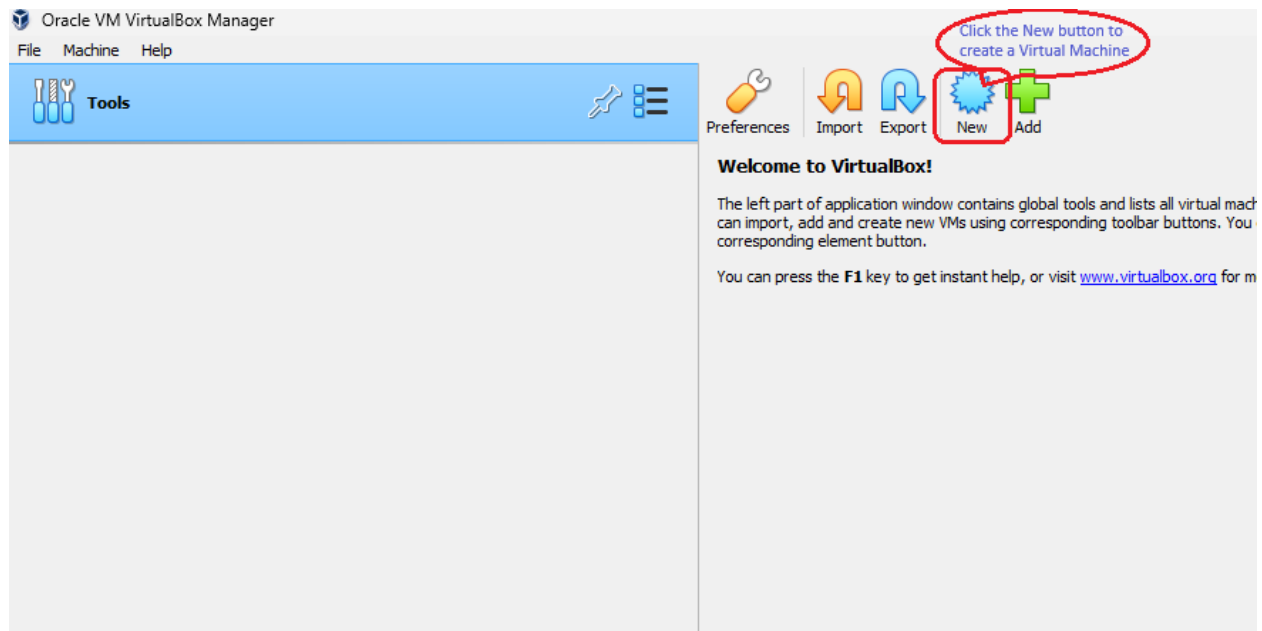 Oracle VM VirtualBox Manager
Click the New button to
create a Virtual Machine
File Machine Help
Tools
Preferences Import Export New Add
Welcome to VirtualBox!
The left part of application window contains global tools and lists all virtual
can import, add and create new VMs using corresponding toolbar buttons. You
corresponding element button.
You can press the F1 key to get instant help, or visit www.virtualbox.org for